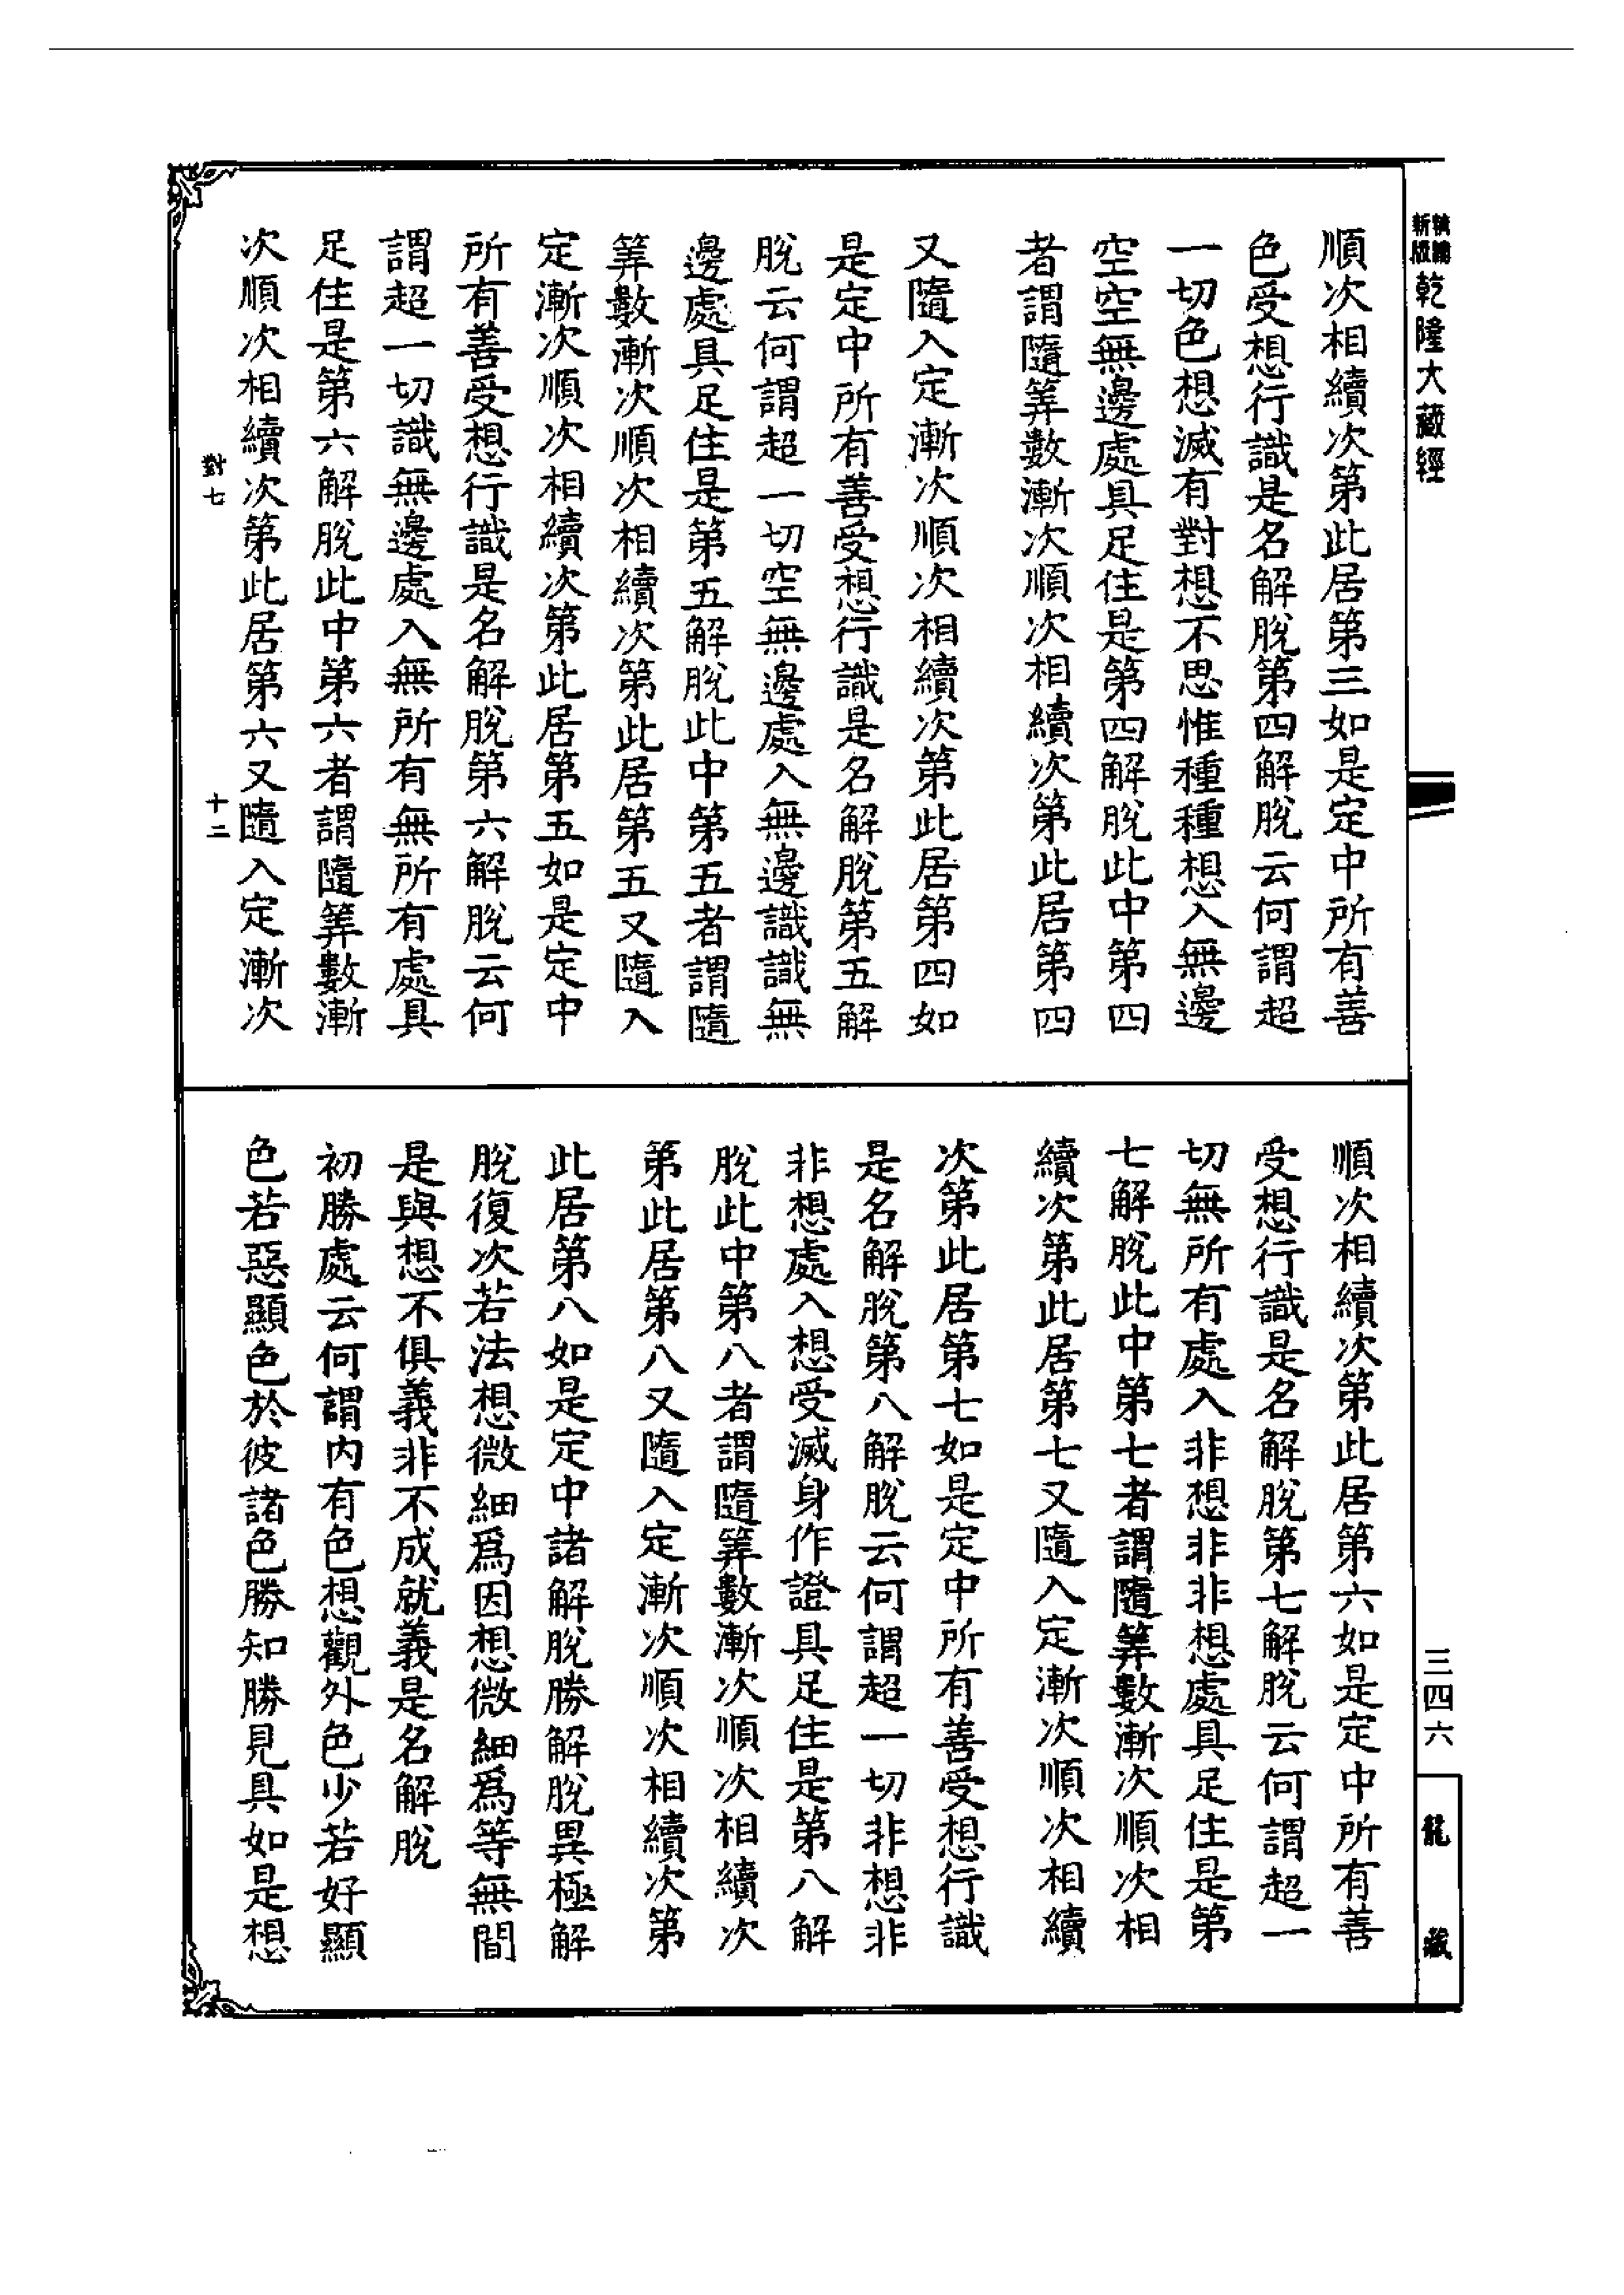 新版 精編 乾隆大藏經
順次相續次第此居第三如是定中所有善
色受想行識是名解脫第四解脫云何謂超
一切色想滅有對想不思惟種種想入無邊
空空無邊處具足住是第四解脫此中第四
者謂隨筭數漸次順次相續次第此居第四
又隨入定漸次順次相續次第此居第四如
是定中所有善受想行識是名解脫第五解
脫云何謂超一切空無邊處入無邊識識無
邊處具足住是第五解脫此中第五者謂隨
筭數漸次順次相續次第此居第五又隨入
定漸次順次相續次第此居第五如是定中
所有善受想行識是名解脫第六解脫云何
謂超一切識無邊處入無所有無所有處具
足住是第六解脫此中第六者謂隨筭數漸
次順次相續次第此居第六又隨入定漸次
對七 十二
順次相續次第此居第六如是定中所有善
受想行識是名解脫第七解脫云何謂超一
切無所有處入非想非非想處具足住是第
七解脫此中第七者謂隨筭數漸次順次相
續次第此居第七又隨入定漸次順次相續
次第此居第七如是定中所有善受想行識
是名解脫第八解脫云何謂超一切非想非
非想處入想受滅身作證具足住是第八解
脫此中第八者謂隨筭數漸次順次相續次
第此居第八又隨入定漸次順次相續次第
此居第八如是定中諸解脫勝解脫異極解
脫復次若法想微細爲因想微細爲等無間
是與想不俱義非不成就義是名解脫
初勝處云何謂內有色想觀外色少若好顯
色若惡顯色於彼諸色勝知勝見具如是想
三四六
龍藏